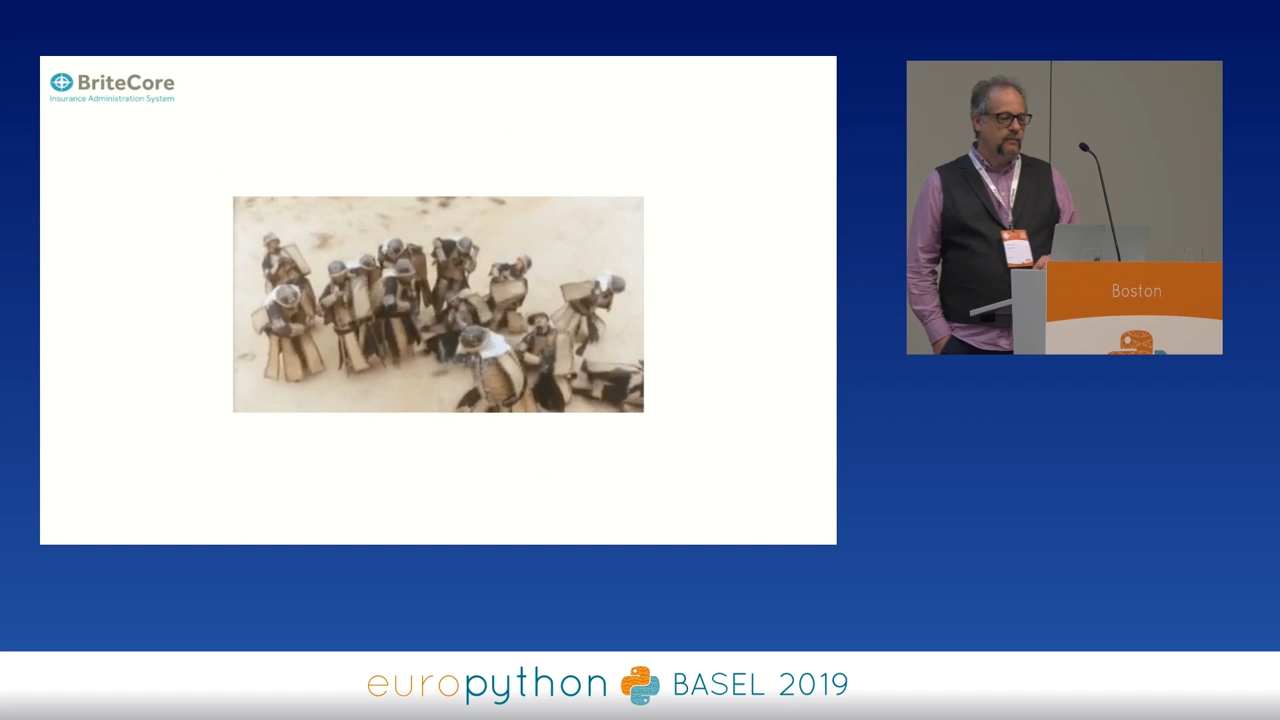 BriteCore
Insurance Administration System
Boston
europython BASEL 2019